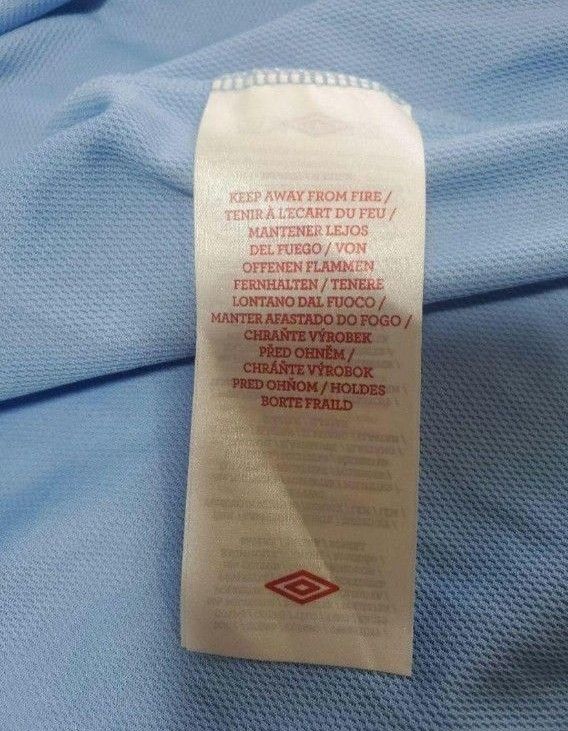 KEEP AWAY FROM FIRE /
TENIR À L'ECART DU FEU /
MANTENER LEJOS
DEL FUEGO / VON
OFFENEN FLAMMEN
FERNHALTEN / TENERE
LONTANO DAL FUOCO /
MANTER AFASTADO DO FOGO /
CHRAŇTE VÝROBEK
PŘED OHNĚM /
CHRÁŇTE VÝROBOK
PRED OHŇOM / HOLDES
BORTE FRAILD